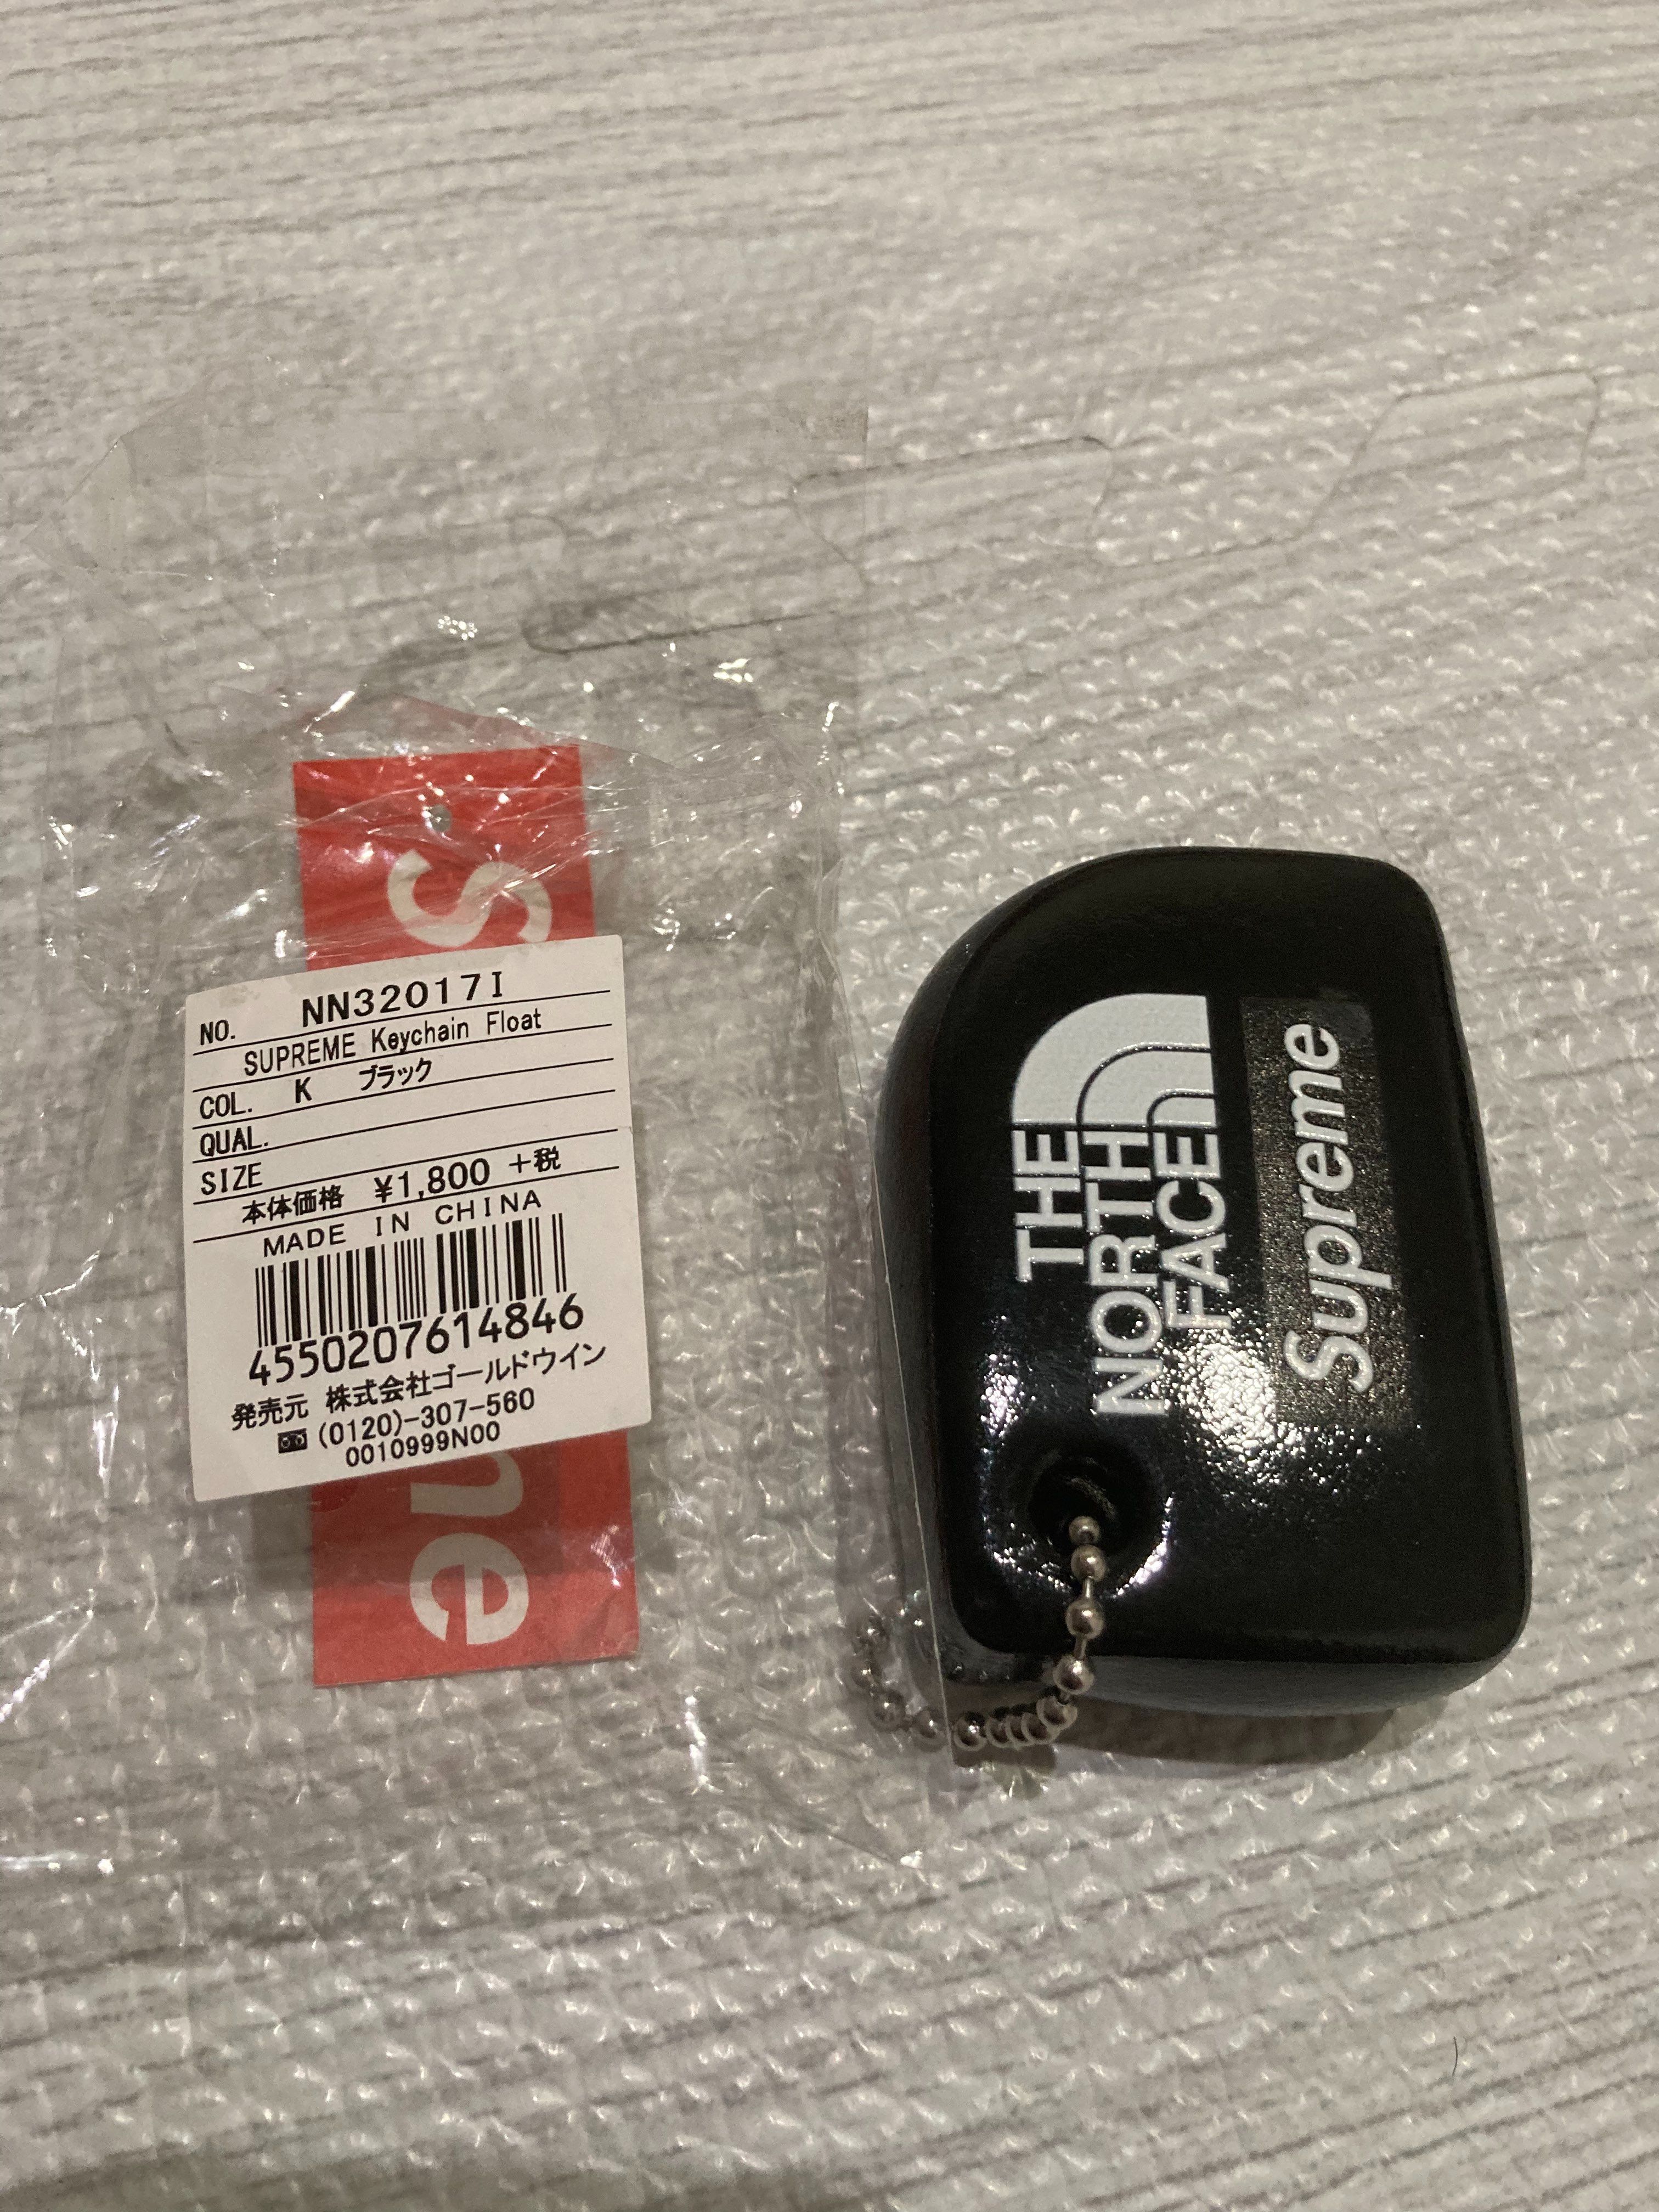 S
NO. NN32017I
SUPREME Keychain Float
COL. K ブラック
QUAL.
SIZE
本体価格 ¥1,800 +税
MADE IN CHINA
4550207614846
発売元 株式会社ゴールドウイン
(0120)-307-560
0010999N00
me
THE
NORTH
FACE
Supreme